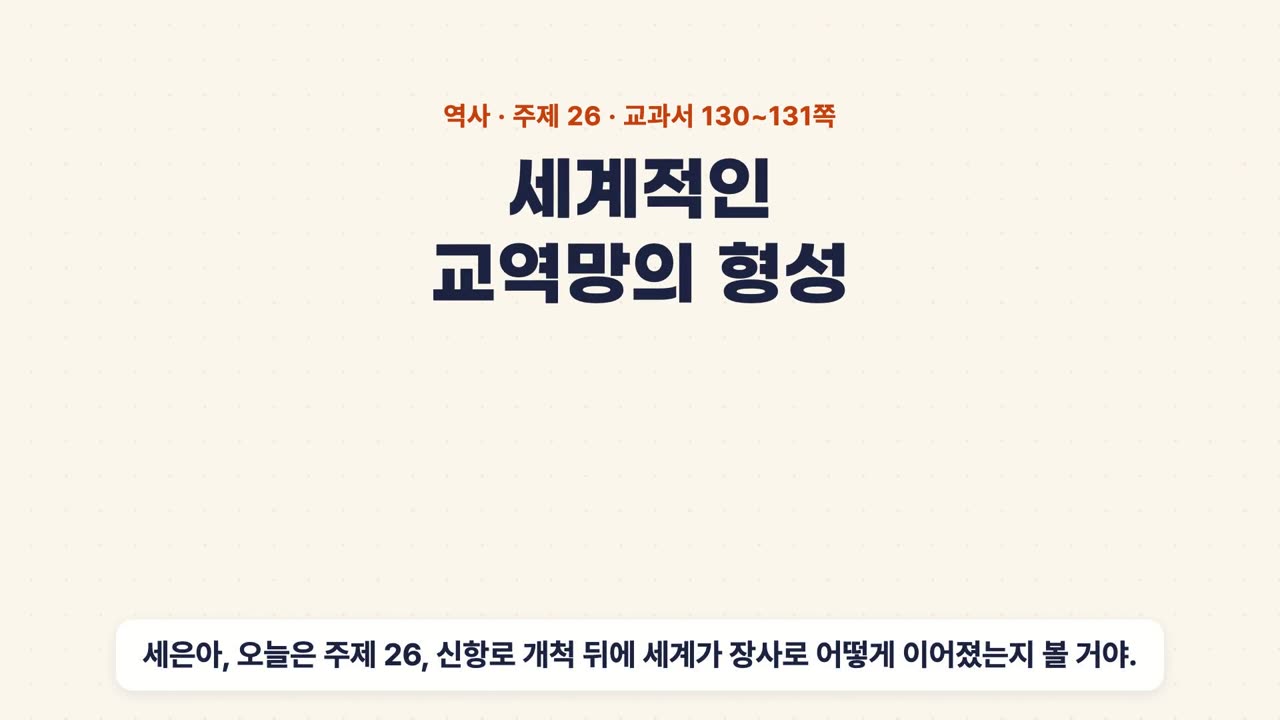 역사 · 주제 26 · 교과서 130~131쪽
세계적인
교역망의 형성
세은아, 오늘은 주제 26, 신항로 개척 뒤에 세계가 장사로 어떻게 이어졌는지 볼 거야.